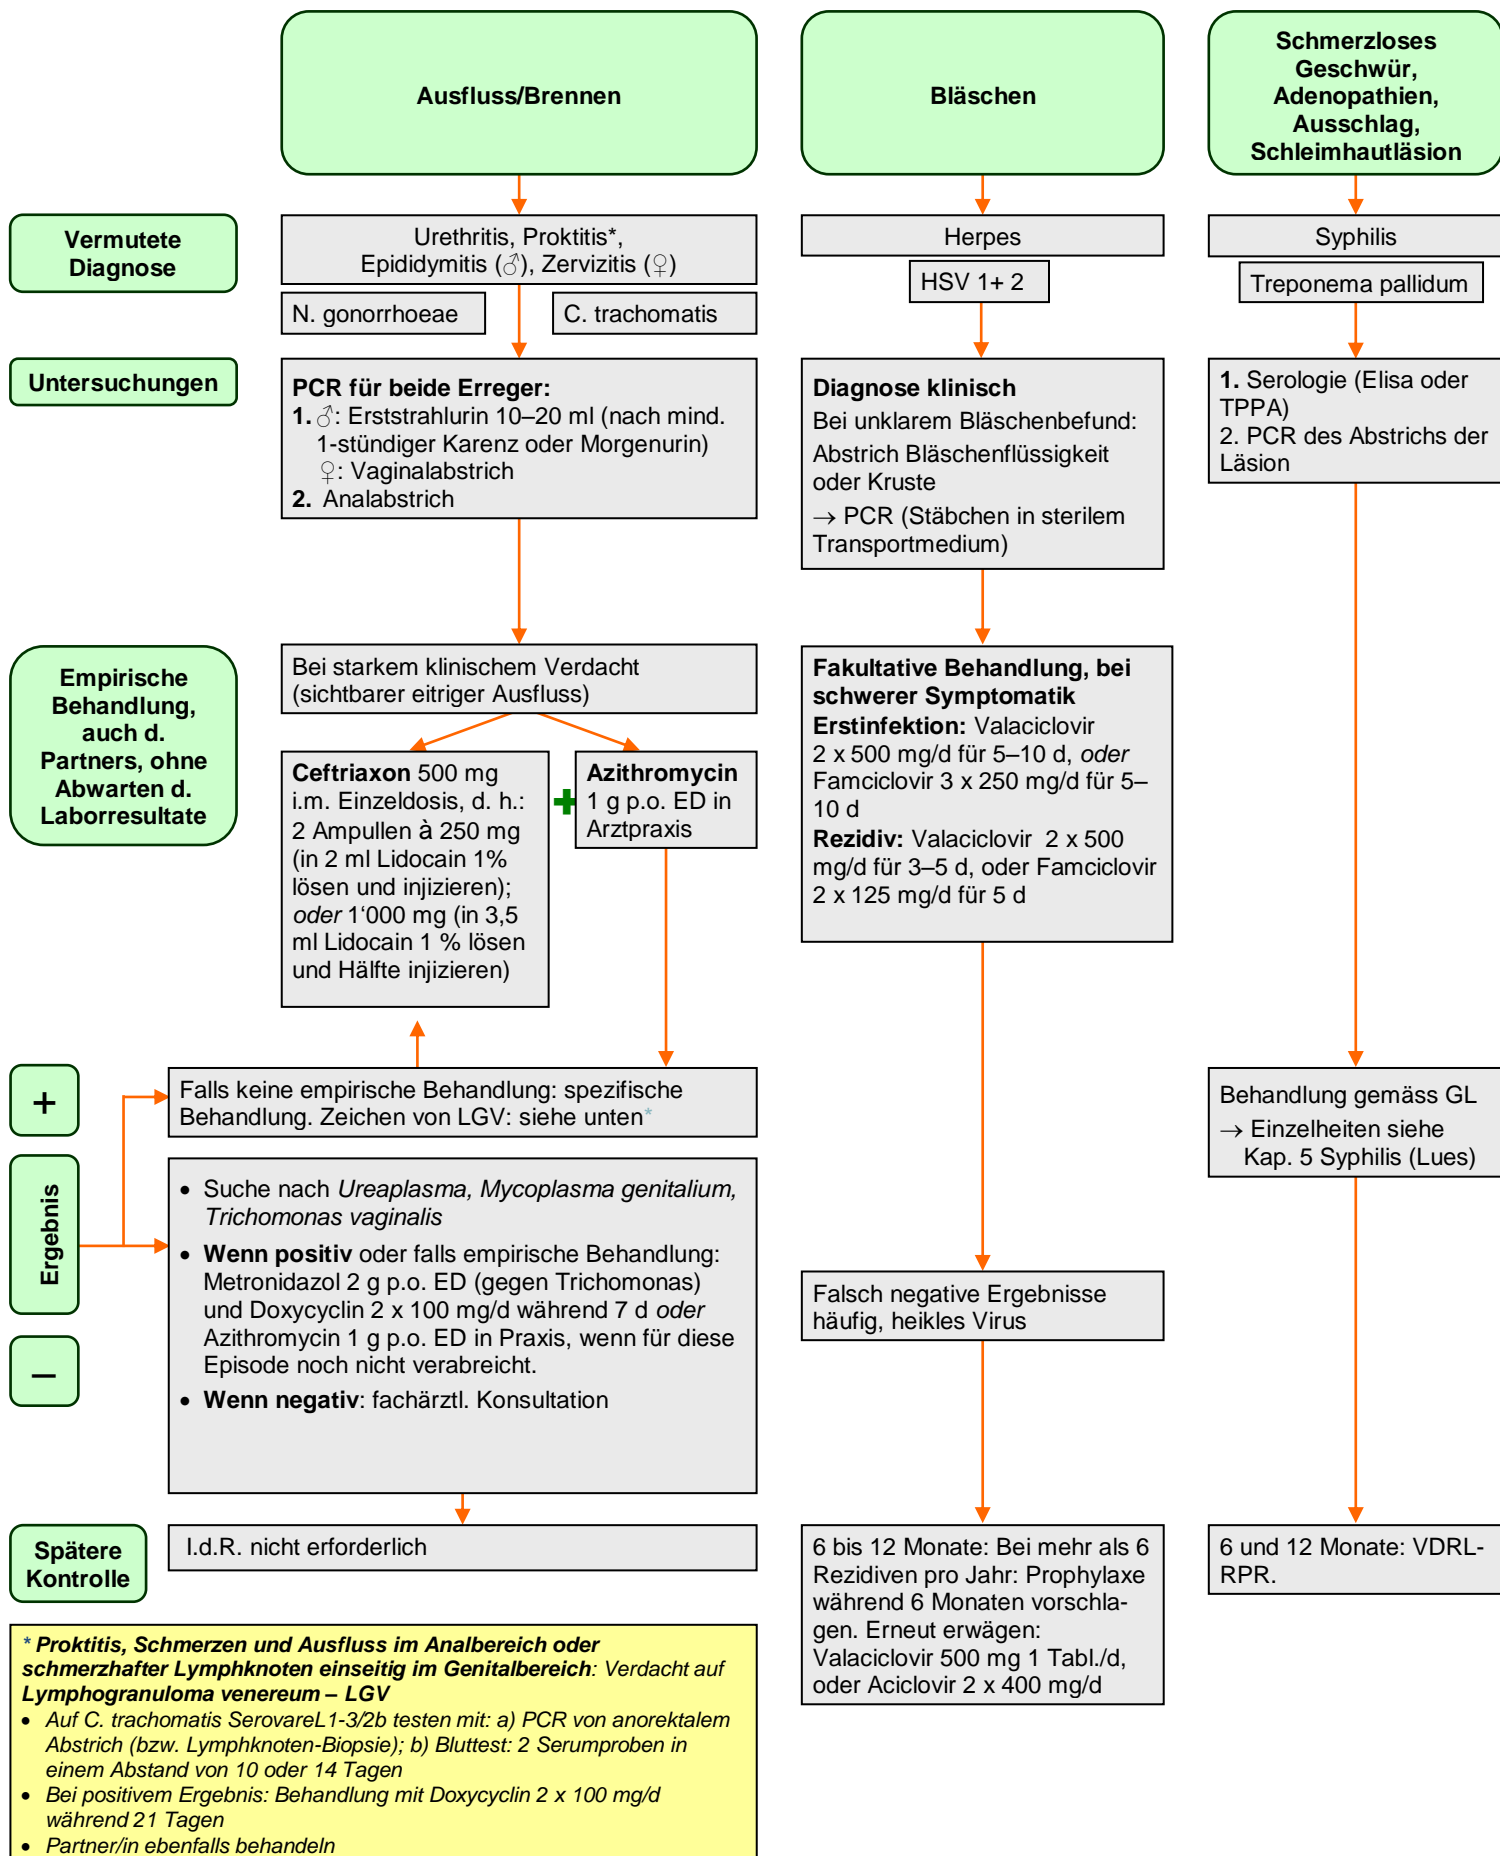 Ausfluss/Brennen
Bläschen
Schmerzloses
Geschwür,
Adenopathien,
Ausschlag,
Schleimhautläsion
Vermutete
Diagnose
Urethritis, Proktitis*,
Epididymitis (♂), Zervizitis (♀)
N. gonorrhoeae
C. trachomatis
Herpes
HSV 1+ 2
Syphilis
Treponema pallidum
Untersuchungen
PCR für beide Erreger:
1. ♂: Erststrahlurin 10–20 ml (nach mind.
1-stündiger Karenz oder Morgenurin)
♀: Vaginalabstrich
2. Analabstrich
Diagnose klinisch
Bei unklarem Bläschenbefund:
Abstrich Bläschenflüssigkeit
oder Kruste
→ PCR (Stäbchen in sterilem
Transportmedium)
1. Serologie (Elisa oder
TPPA)
2. PCR des Abstrichs der
Läsion
Empirische
Behandlung,
auch d.
Partners, ohne
Abwarten d.
Laborresultate
Bei starkem klinischem Verdacht
(sichtbarer eitriger Ausfluss)
Ceftriaxon 500 mg
i.m. Einzeldosis, d. h.:
2 Ampullen à 250 mg
(in 2 ml Lidocain 1%
lösen und injizieren);
oder 1‘000 mg (in 3,5
ml Lidocain 1 % lösen
und Hälfte injizieren)
Azithromycin
1 g p.o. ED in
Arztpraxis
Fakultative Behandlung, bei
schwerer Symptomatik
Erstinfektion: Valaciclovir
2 x 500 mg/d für 5–10 d, oder
Famciclovir 3 x 250 mg/d für 5–
10 d
Rezidiv: Valaciclovir 2 x 500
mg/d für 3–5 d, oder Famciclovir
2 x 125 mg/d für 5 d
+
Ergebnis
–
Falls keine empirische Behandlung: spezifische
Behandlung. Zeichen von LGV: siehe unten*
• Suche nach Ureaplasma, Mycoplasma genitalium,
Trichomonas vaginalis
• Wenn positiv oder falls empirische Behandlung:
Metronidazol 2 g p.o. ED (gegen Trichomonas)
und Doxycyclin 2 x 100 mg/d während 7 d oder
Azithromycin 1 g p.o. ED in Praxis, wenn für diese
Episode noch nicht verabreicht.
• Wenn negativ: fachärztl. Konsultation
Falsch negative Ergebnisse
häufig, heikles Virus
Behandlung gemäss GL
→ Einzelheiten siehe
Kap. 5 Syphilis (Lues)
Spätere
Kontrolle
I.d.R. nicht erforderlich
6 bis 12 Monate: Bei mehr als 6
Rezidiven pro Jahr: Prophylaxe
während 6 Monaten vorschla-
gen. Erneut erwägen:
Valaciclovir 500 mg 1 Tabl./d,
oder Aciclovir 2 x 400 mg/d
6 und 12 Monate: VDRL-
RPR.
* Proktitis, Schmerzen und Ausfluss im Analbereich oder
schmerzhafter Lymphknoten einseitig im Genitalbereich: Verdacht auf
Lymphogranuloma venereum – LGV
• Auf C. trachomatis SerovareL1-3/2b testen mit: a) PCR von anorektalem
Abstrich (bzw. Lymphknoten-Biopsie); b) Bluttest: 2 Serumproben in
einem Abstand von 10 oder 14 Tagen
• Bei positivem Ergebnis: Behandlung mit Doxycyclin 2 x 100 mg/d
während 21 Tagen
• Partner/in ebenfalls behandeln